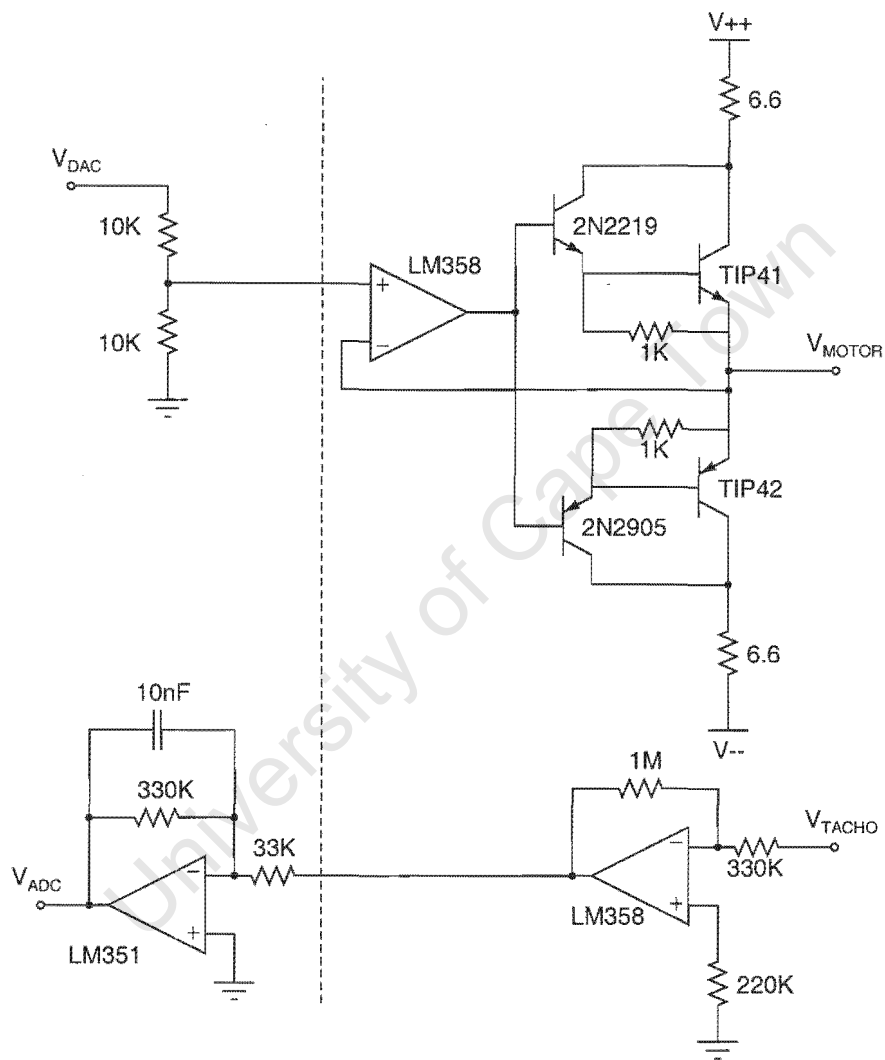 V++
6.6
VDAC
10K
2N2219
LM358
TIP41
10K
1K
VMOTOR
1K
TIP42
2N2905
6.6
10nF
V--
1M
330K
VTACHO
33K
330K
VADC
LM358
LM351
220K
University of Cape Town
+
−
−
+
−
+